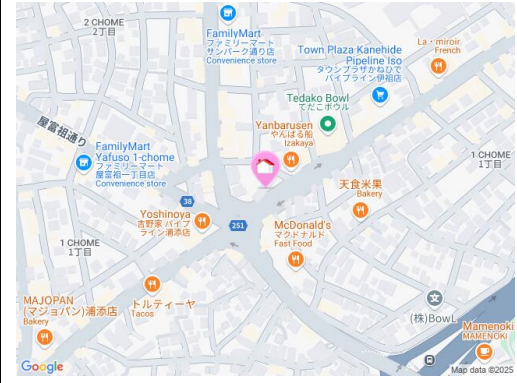 2 CHOME
2丁目
FamilyMart
ファミリーマート
サンパーク通り店
Convenience store
La・miroir
French
Town Plaza Kanehide
Pipeline Iso
タウンプラザかねひで
パイプライン伊祖店
Tedako Bowl
てだこボウル
屋富祖通り
Yanbarusen
やんばる船
Izakaya
FamilyMart
Yafuso 1-chome
ファミリーマート
屋富祖一丁目店
Convenience store
1 CHOME
1丁目
天食米果
Bakery
38
Yoshinoya
吉野家 パイプ
ライン浦添店
251
McDonald's
マクドナルド
Fast Food
1 CHOME
1丁目
MAJOPAN
(マジョパン)浦添店
Bakery
トルティーヤ
Tacos
(株)BowL
Mamenoki
MAMENOKI
Google
Map data ©2025